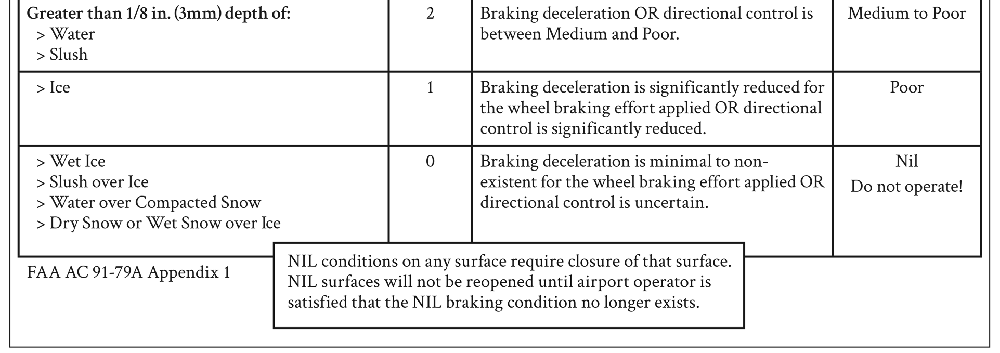 Greater than 1/8 in. (3mm) depth of:
> Water
> Slush
2
Braking deceleration OR directional control is
between Medium and Poor.
Medium to Poor
> Ice
1
Braking deceleration is significantly reduced for
the wheel braking effort applied OR directional
control is significantly reduced.
Poor
> Wet Ice
> Slush over Ice
> Water over Compacted Snow
> Dry Snow or Wet Snow over Ice
0
Braking deceleration is minimal to non-
existent for the wheel braking effort applied OR
directional control is uncertain.
Nil
Do not operate!
FAA AC 91-79A Appendix 1
NIL conditions on any surface require closure of that surface.
NIL surfaces will not be reopened until airport operator is
satisfied that the NIL braking condition no longer exists.